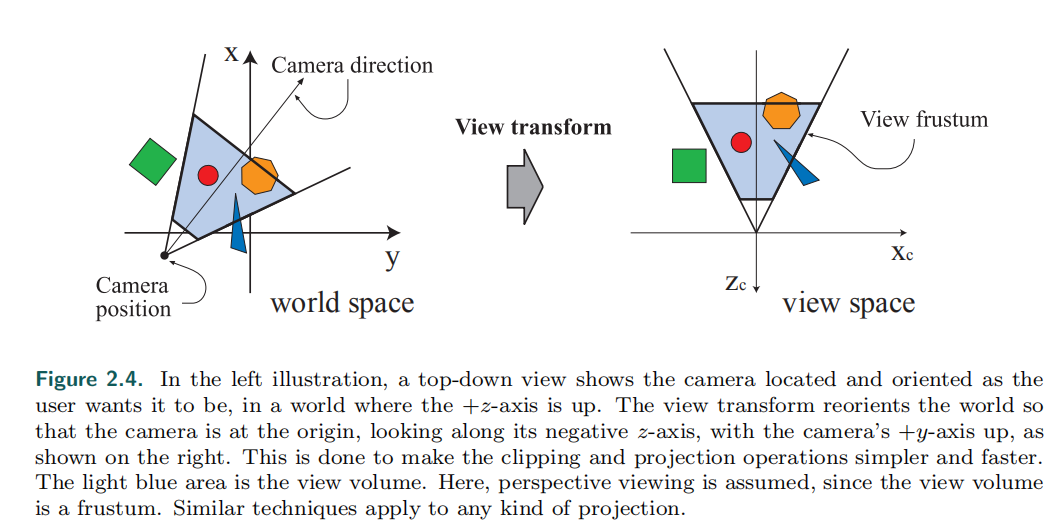 X
Camera direction
View transform
View frustum
y
Camera
position
world space
Xc
Zc
view space
Figure 2.4. In the left illustration, a top-down view shows the camera located and oriented as the
user wants it to be, in a world where the +z-axis is up. The view transform reorients the world so
that the camera is at the origin, looking along its negative z-axis, with the camera's +y-axis up, as
shown on the right. This is done to make the clipping and projection operations simpler and faster.
The light blue area is the view volume. Here, perspective viewing is assumed, since the view volume
is a frustum. Similar techniques apply to any kind of projection.